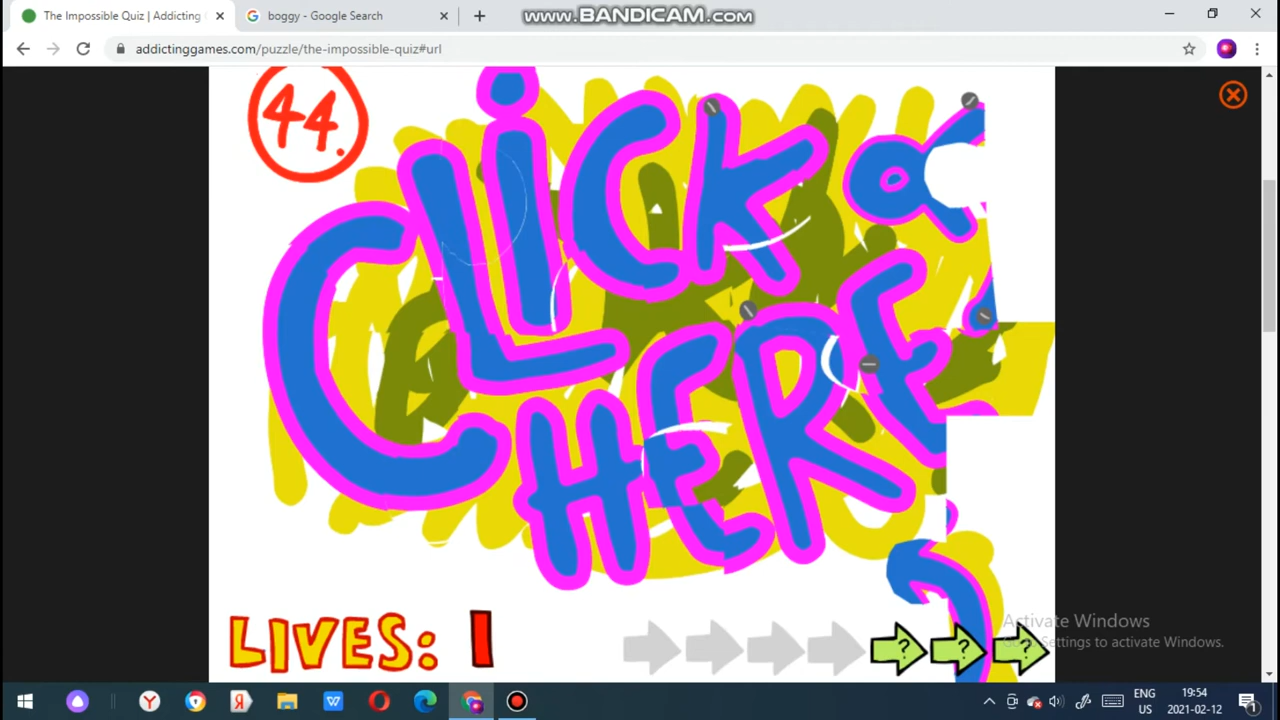 The Impossible Quiz | Addicting
boggy - Google Search
www.BANDICAM.com
addictinggames.com/puzzle/the-impossible-quiz#url
44.
CLiCK
HERE
LIVES: 1
? ? ?
Activate Windows
Go to Settings to activate Windows.
ENG
US
19:54
2021-02-12